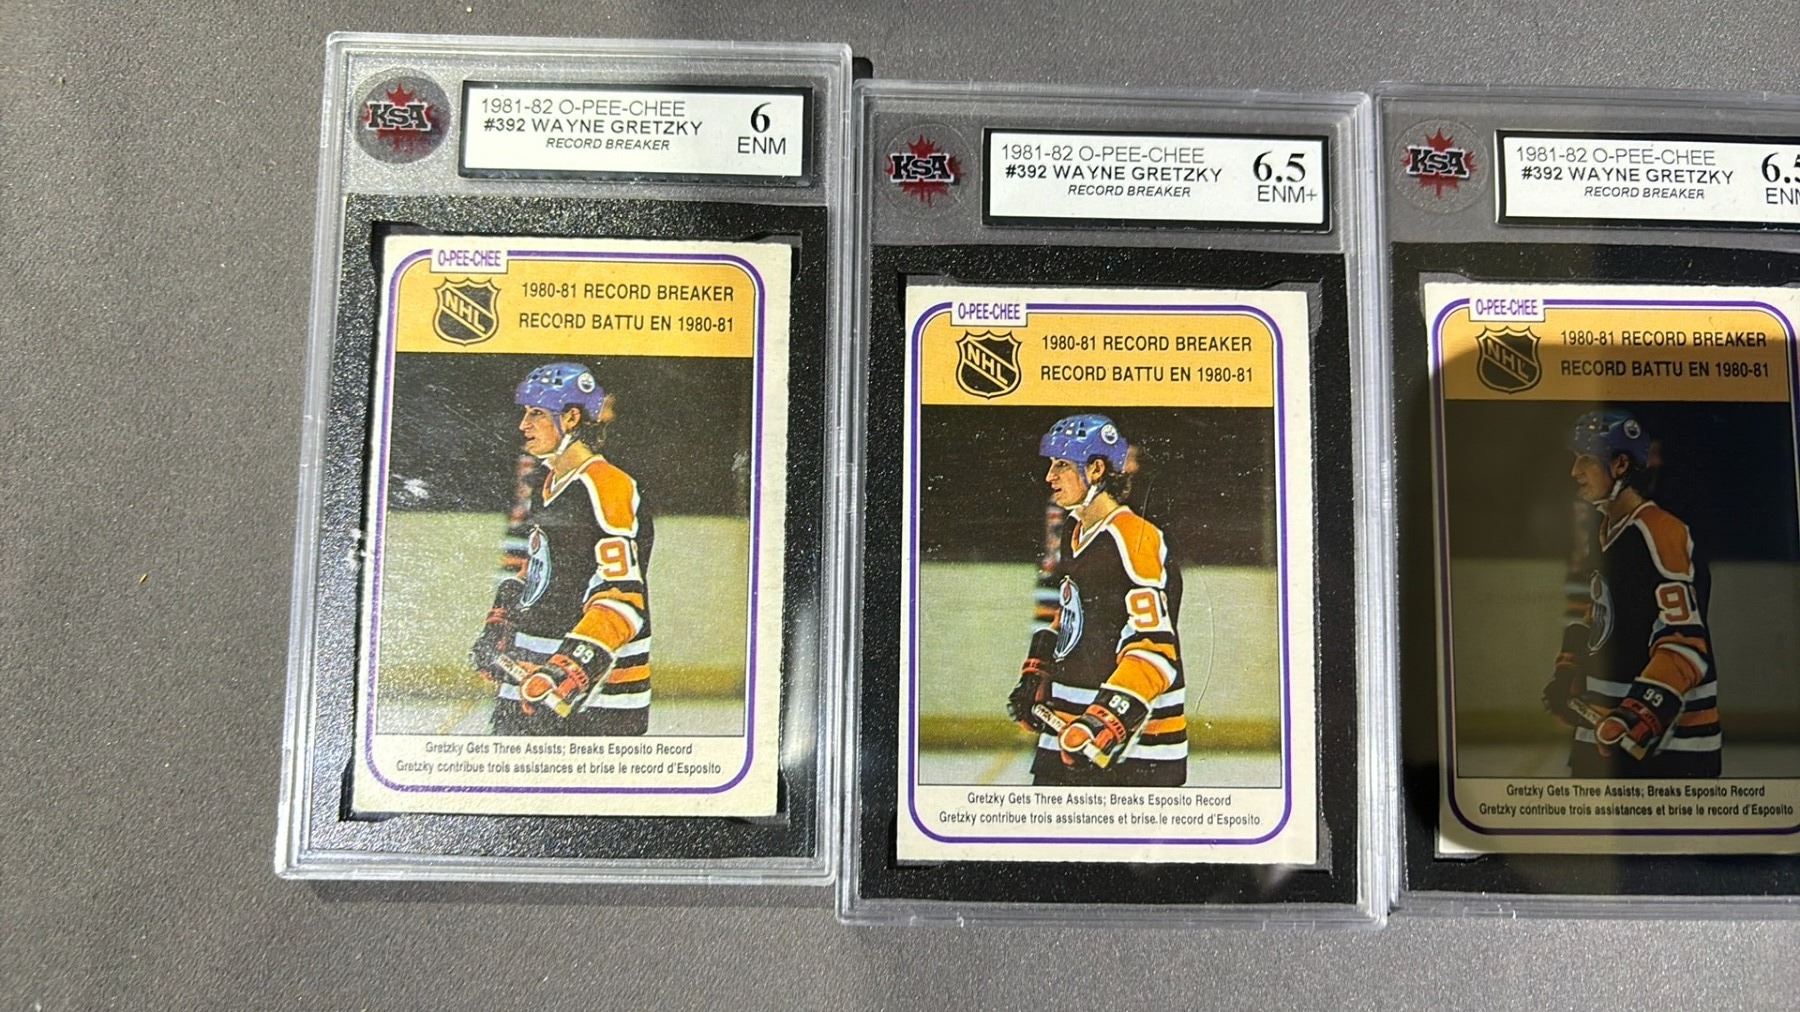 KSA
1981-82 O-PEE-CHEE
#392 WAYNE GRETZKY
RECORD BREAKER
6
ENM
O-PEE-CHEE
NHL
1980-81 RECORD BREAKER
RECORD BATTU EN 1980-81
9
99
Gretzky Gets Three Assists; Breaks Esposito Record
Gretzky contribue trois assistances et brise le record d'Esposito
KSA
1981-82 O-PEE-CHEE
#392 WAYNE GRETZKY
RECORD BREAKER
6.5
ENM+
O-PEE-CHEE
NHL
1980-81 RECORD BREAKER
RECORD BATTU EN 1980-81
9
99
Gretzky Gets Three Assists; Breaks Esposito Record
Gretzky contribue trois assistances et brise le record d'Esposito
KSA
1981-82 O-PEE-CHEE
#392 WAYNE GRETZKY
RECORD BREAKER
6.5
ENM
O-PEE-CHEE
NHL
1980-81 RECORD BREAKER
RECORD BATTU EN 1980-81
9
99
Gretzky Gets Three Assists; Breaks Esposito Record
Gretzky contribue trois assistances et brise le record d'Esposito